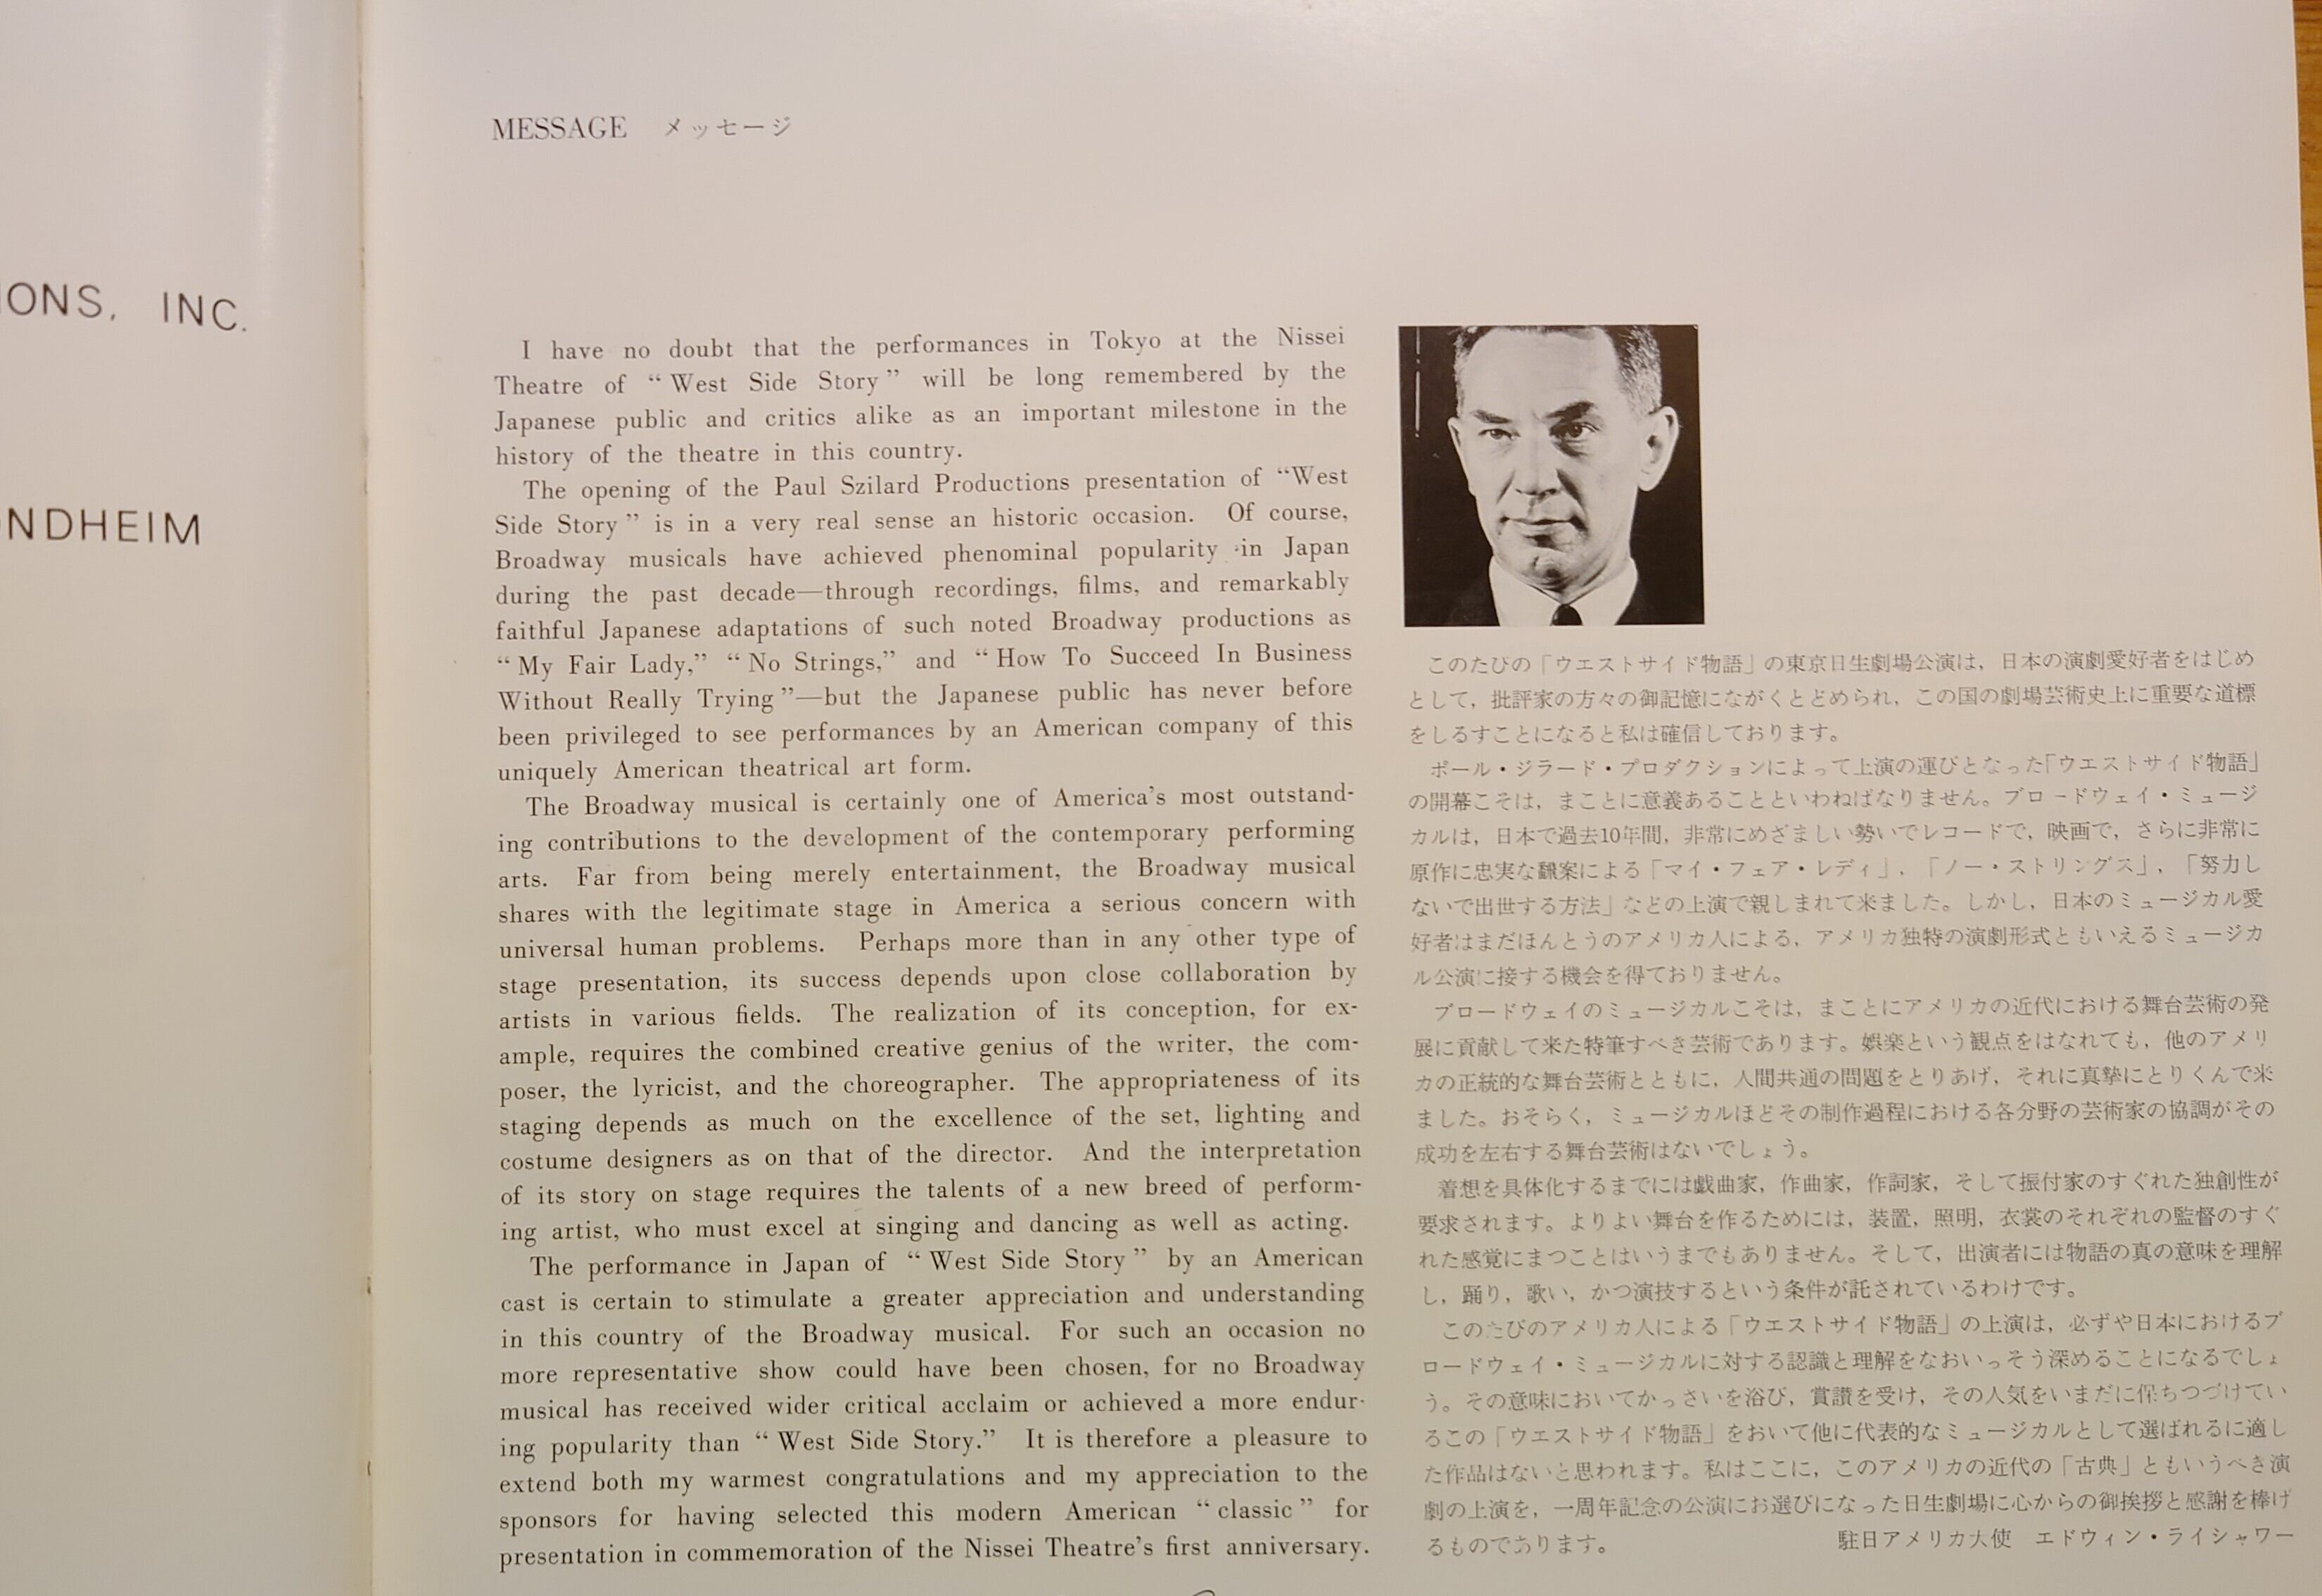 IONS, INC.
ONDHEIM
MESSAGE メッセージ
I have no doubt that the performances in Tokyo at the Nissei
Theatre of “West Side Story” will be long remembered by the
Japanese public and critics alike as an important milestone in the
history of the theatre in this country.
The opening of the Paul Szilard Productions presentation of “West
Side Story” is in a very real sense an historic occasion. Of course,
Broadway musicals have achieved phenominal popularity in Japan
during the past decade—through recordings, films, and remarkably
faithful Japanese adaptations of such noted Broadway productions as
“My Fair Lady,” “No Strings,” and “How To Succeed In Business
Without Really Trying”—but the Japanese public has never before
been privileged to see performances by an American company of this
uniquely American theatrical art form.
The Broadway musical is certainly one of America's most outstand-
ing contributions to the development of the contemporary performing
arts. Far from being merely entertainment, the Broadway musical
shares with the legitimate stage in America a serious concern with
universal human problems. Perhaps more than in any other type of
stage presentation, its success depends upon close collaboration by
artists in various fields. The realization of its conception, for ex-
ample, requires the combined creative genius of the writer, the com-
poser, the lyricist, and the choreographer. The appropriateness of its
staging depends as much on the excellence of the set, lighting and
costume designers as on that of the director. And the interpretation
of its story on stage requires the talents of a new breed of perform-
ing artist, who must excel at singing and dancing as well as acting.
The performance in Japan of “West Side Story” by an American
cast is certain to stimulate a greater appreciation and understanding
in this country of the Broadway musical. For such an occasion no
more representative show could have been chosen, for no Broadway
musical has received wider critical acclaim or achieved a more endur-
ing popularity than “West Side Story.” It is therefore a pleasure to
extend both my warmest congratulations and my appreciation to the
sponsors for having selected this modern American “classic” for
presentation in commemoration of the Nissei Theatre's first anniversary.
このたびの「ウエストサイド物語」の東京日生劇場公演は，日本の演劇愛好者をはじめ
として，批評家の方々の御記憶にながくとどめられ，この国の劇場芸術史上に重要な道標
をしるすことになると私は確信しております。
ポール・ジラード・プロダクションによって上演の運びとなった「ウエストサイド物語」
の開幕こそは，まことに意義あることといわねばなりません。ブロードウェイ・ミュージ
カルは，日本で過去10年間，非常にめざましい勢いでレコードで，映画で，さらに非常に
原作に忠実な飜案による「マイ・フェア・レディ」，「ノー・ストリングス」，「努力し
ないで出世する方法」などの上演で親しまれて来ました。しかし，日本のミュージカル愛
好者はまだほんとうのアメリカ人による，アメリカ独特の演劇形式ともいえるミュージカ
ル公演に接する機会を得ておりません。
ブロードウェイのミュージカルこそは，まことにアメリカの近代における舞台芸術の発
展に貢献して来た特筆すべき芸術であります。娯楽という観点をはなれても，他のアメリ
カの正統的な舞台芸術とともに，人間共通の問題をとりあげ，それに真摯にとりくんで来
ました。おそらく，ミュージカルほどその制作過程における各分野の芸術家の協調がその
成功を左右する舞台芸術はないでしょう。
着想を具体化するまでには戯曲家，作曲家，作詞家，そして振付家のすぐれた独創性が
要求されます。よりよい舞台を作るためには，装置，照明，衣裳のそれぞれの監督のすぐ
れた感覚にまつことはいうまでもありません。そして，出演者には物語の真の意味を理解
し，踊り，歌い，かつ演技するという条件が託されているわけです。
このたびのアメリカ人による「ウエストサイド物語」の上演は，必ずや日本におけるブ
ロードウェイ・ミュージカルに対する認識と理解をなおいっそう深めることになるでしょ
う。その意味においてかっさいを浴び，賞讃を受け，その人気をいまだに保ちつづけてい
るこの「ウエストサイド物語」をおいて他に代表的なミュージカルとして選ばれるに適し
た作品はないと思われます。私はここに，このアメリカの近代の「古典」ともいうべき演
劇の上演を，一周年記念の公演にお選びになった日生劇場に心からの御挨拶と感謝を捧げ
るものであります。 駐日アメリカ大使 エドウィン・ライシャワー